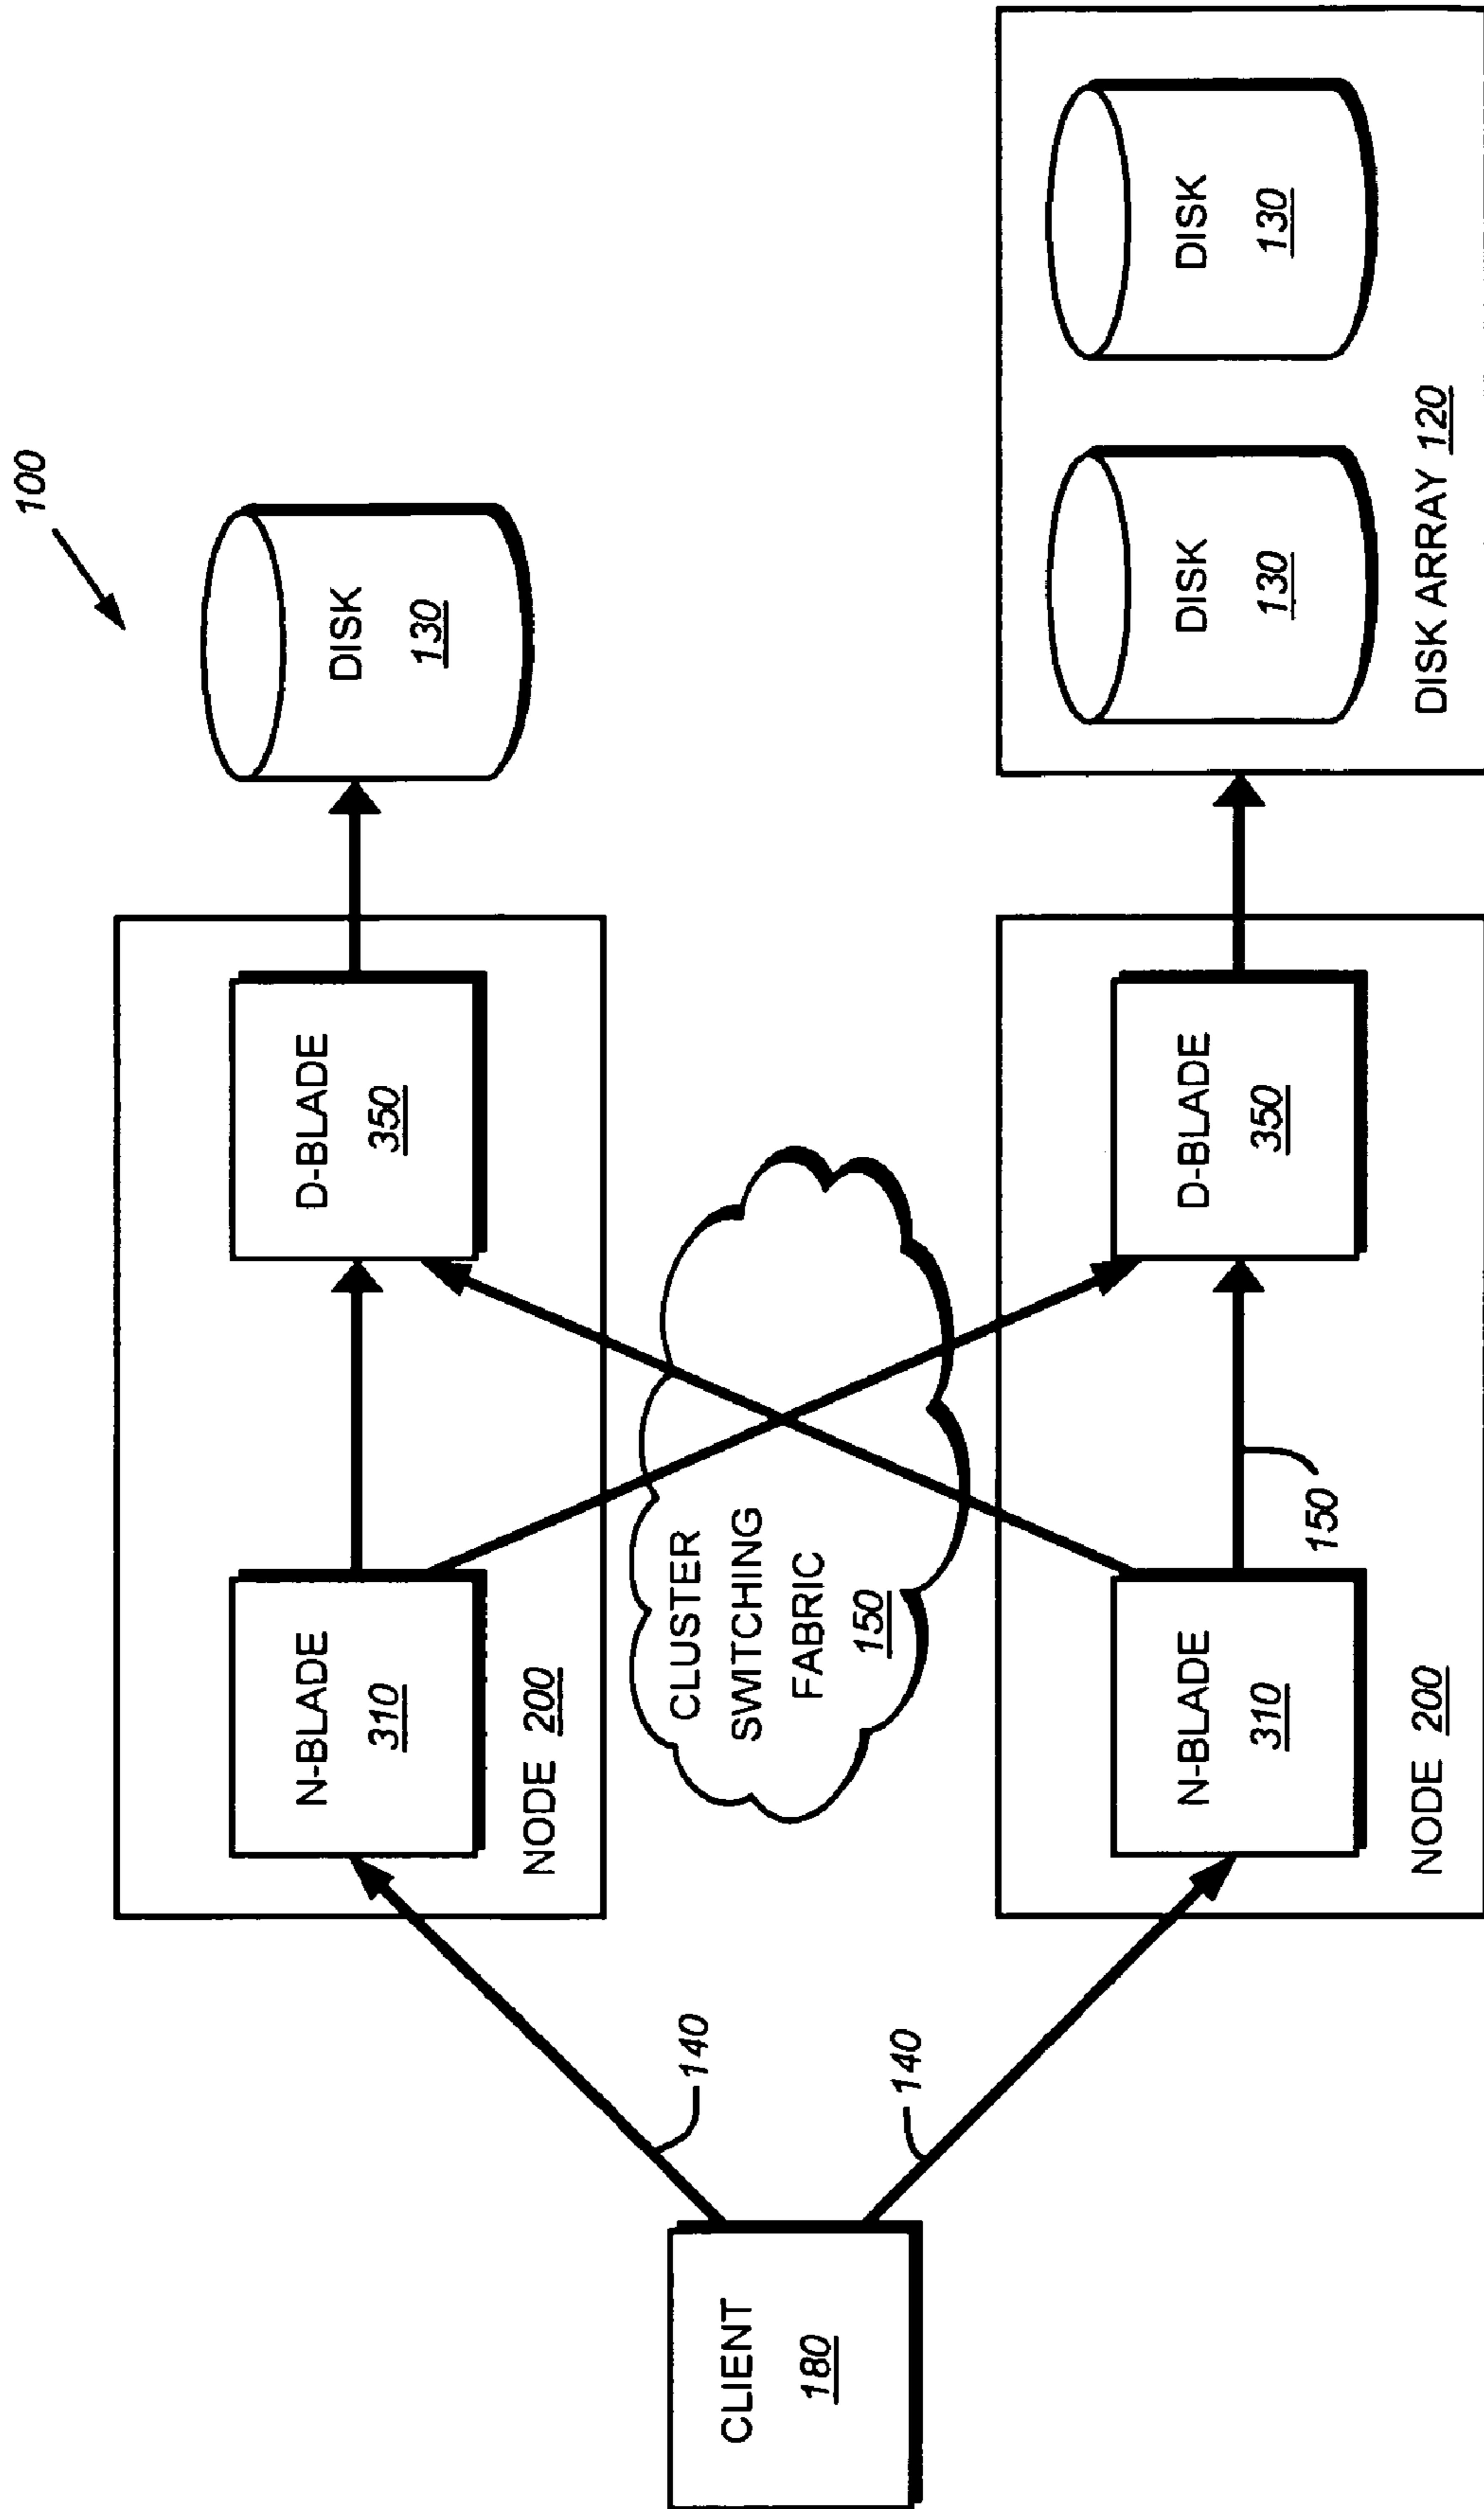 100
CLIENT
180
140
140
N-BLADE
310
NODE 200
D-BLADE
350
DISK
130
CLUSTER
SWITCHING
FABRIC
150
N-BLADE
310
NODE 200
150
D-BLADE
350
DISK
130
DISK
130
DISK ARRAY 120